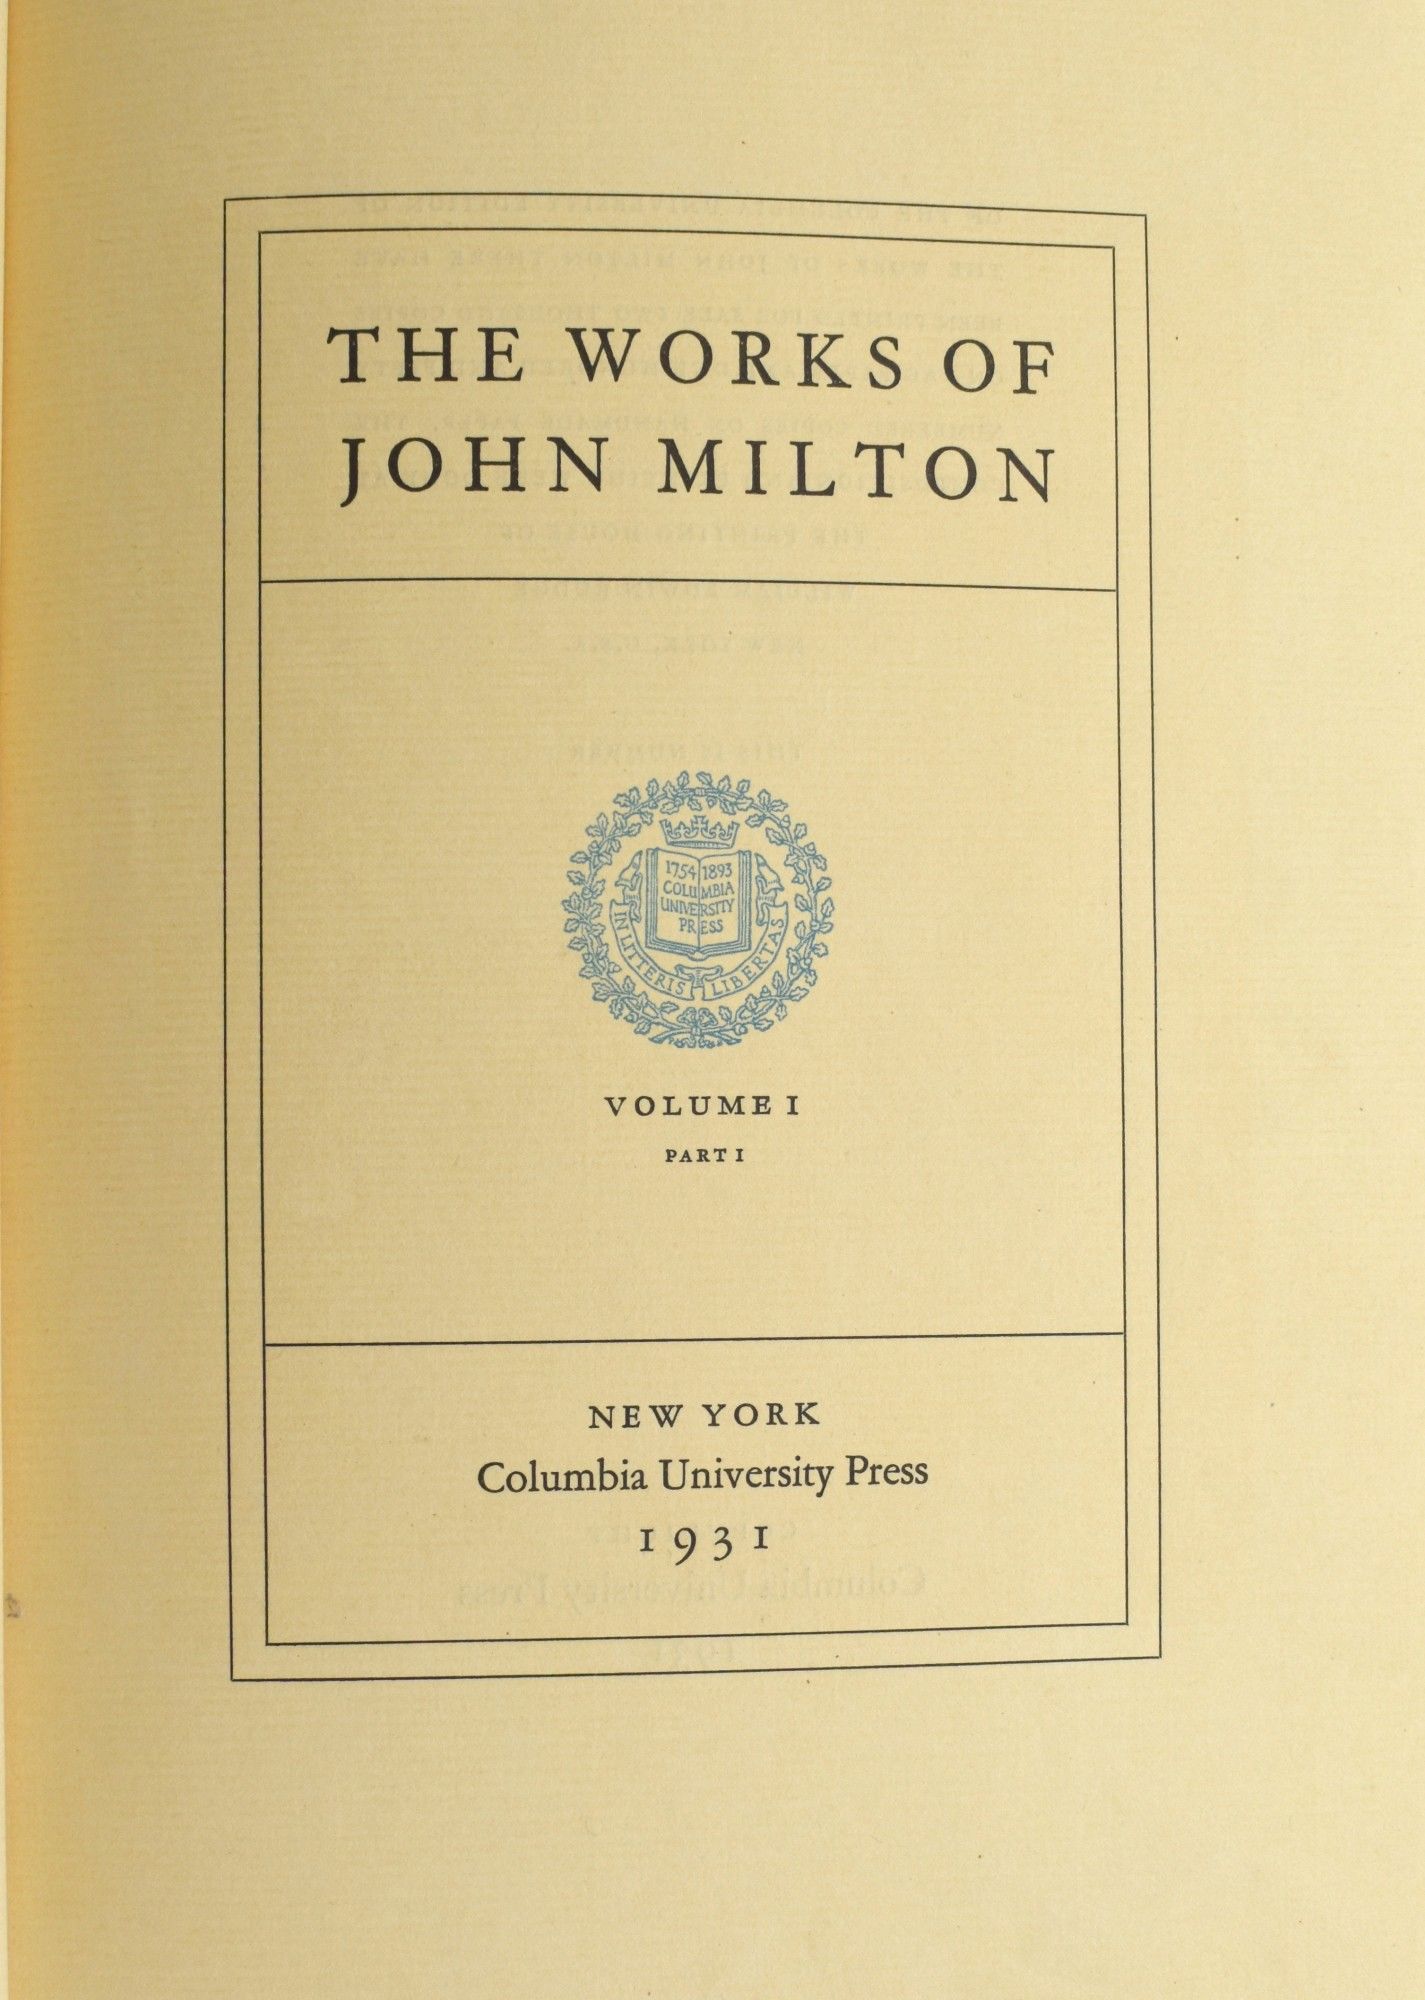 THE WORKS OF
JOHN MILTON
1754 1893
COLUMBIA
UNIVERSITY
PRESS
IN LITTERIS LIBERTAS
VOLUME I
PART I
NEW YORK
Columbia University Press
1931